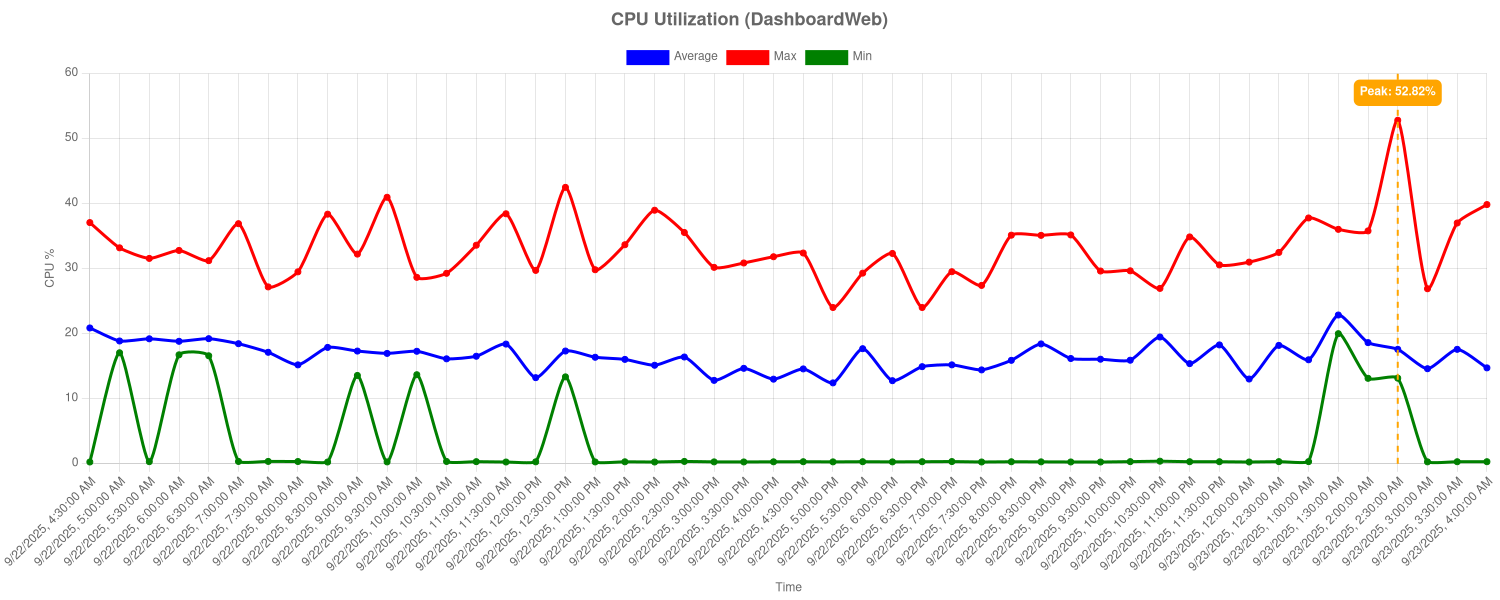 CPU Utilization (DashboardWeb)
Average Max Min
Peak: 52.82%
60
50
40
30
20
10
0
CPU %
9/22/2025, 4:30:00 AM
9/22/2025, 5:00:00 AM
9/22/2025, 5:30:00 AM
9/22/2025, 6:00:00 AM
9/22/2025, 6:30:00 AM
9/22/2025, 7:00:00 AM
9/22/2025, 7:30:00 AM
9/22/2025, 8:00:00 AM
9/22/2025, 8:30:00 AM
9/22/2025, 9:00:00 AM
9/22/2025, 9:30:00 AM
9/22/2025, 10:00:00 AM
9/22/2025, 10:30:00 AM
9/22/2025, 11:00:00 AM
9/22/2025, 11:30:00 AM
9/22/2025, 12:00:00 PM
9/22/2025, 12:30:00 PM
9/22/2025, 1:00:00 PM
9/22/2025, 1:30:00 PM
9/22/2025, 2:00:00 PM
9/22/2025, 2:30:00 PM
9/22/2025, 3:00:00 PM
9/22/2025, 3:30:00 PM
9/22/2025, 4:00:00 PM
9/22/2025, 4:30:00 PM
9/22/2025, 5:00:00 PM
9/22/2025, 5:30:00 PM
9/22/2025, 6:00:00 PM
9/22/2025, 6:30:00 PM
9/22/2025, 7:00:00 PM
9/22/2025, 7:30:00 PM
9/22/2025, 8:00:00 PM
9/22/2025, 8:30:00 PM
9/22/2025, 9:00:00 PM
9/22/2025, 9:30:00 PM
9/22/2025, 10:00:00 PM
9/22/2025, 10:30:00 PM
9/22/2025, 11:00:00 PM
9/22/2025, 11:30:00 PM
9/23/2025, 12:00:00 AM
9/23/2025, 12:30:00 AM
9/23/2025, 1:00:00 AM
9/23/2025, 1:30:00 AM
9/23/2025, 2:00:00 AM
9/23/2025, 2:30:00 AM
9/23/2025, 3:00:00 AM
9/23/2025, 3:30:00 AM
9/23/2025, 4:00:00 AM
Time